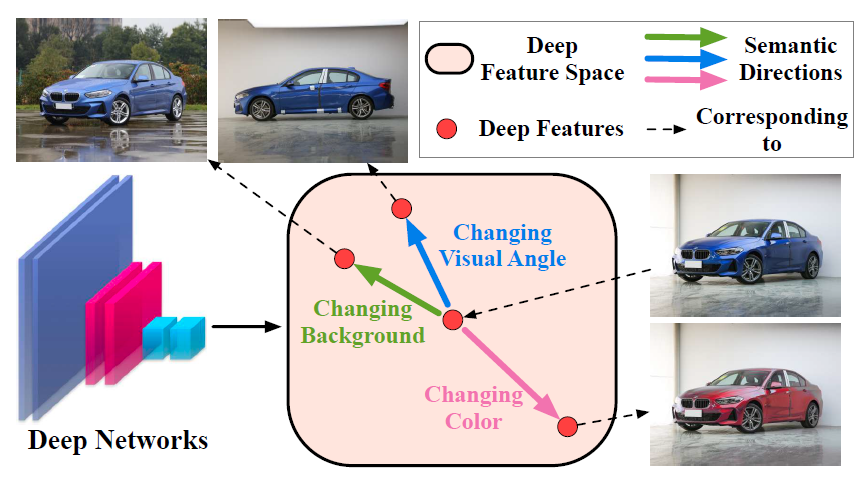 Deep
Feature Space
Semantic
Directions
Deep Features
Corresponding
to
Changing
Visual Angle
Changing
Background
Changing
Color
Deep Networks